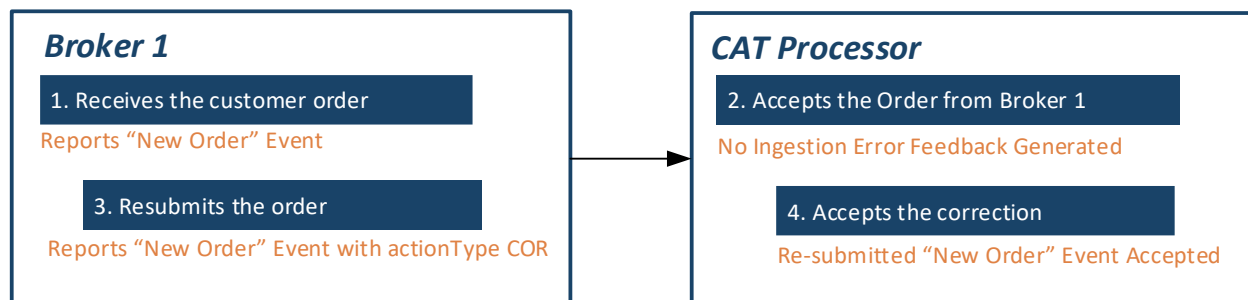 Broker 1
1. Receives the customer order
Reports “New Order” Event
3. Resubmits the order
Reports “New Order” Event with actionType COR
CAT Processor
2. Accepts the Order from Broker 1
No Ingestion Error Feedback Generated
4. Accepts the correction
Re-submitted “New Order” Event Accepted